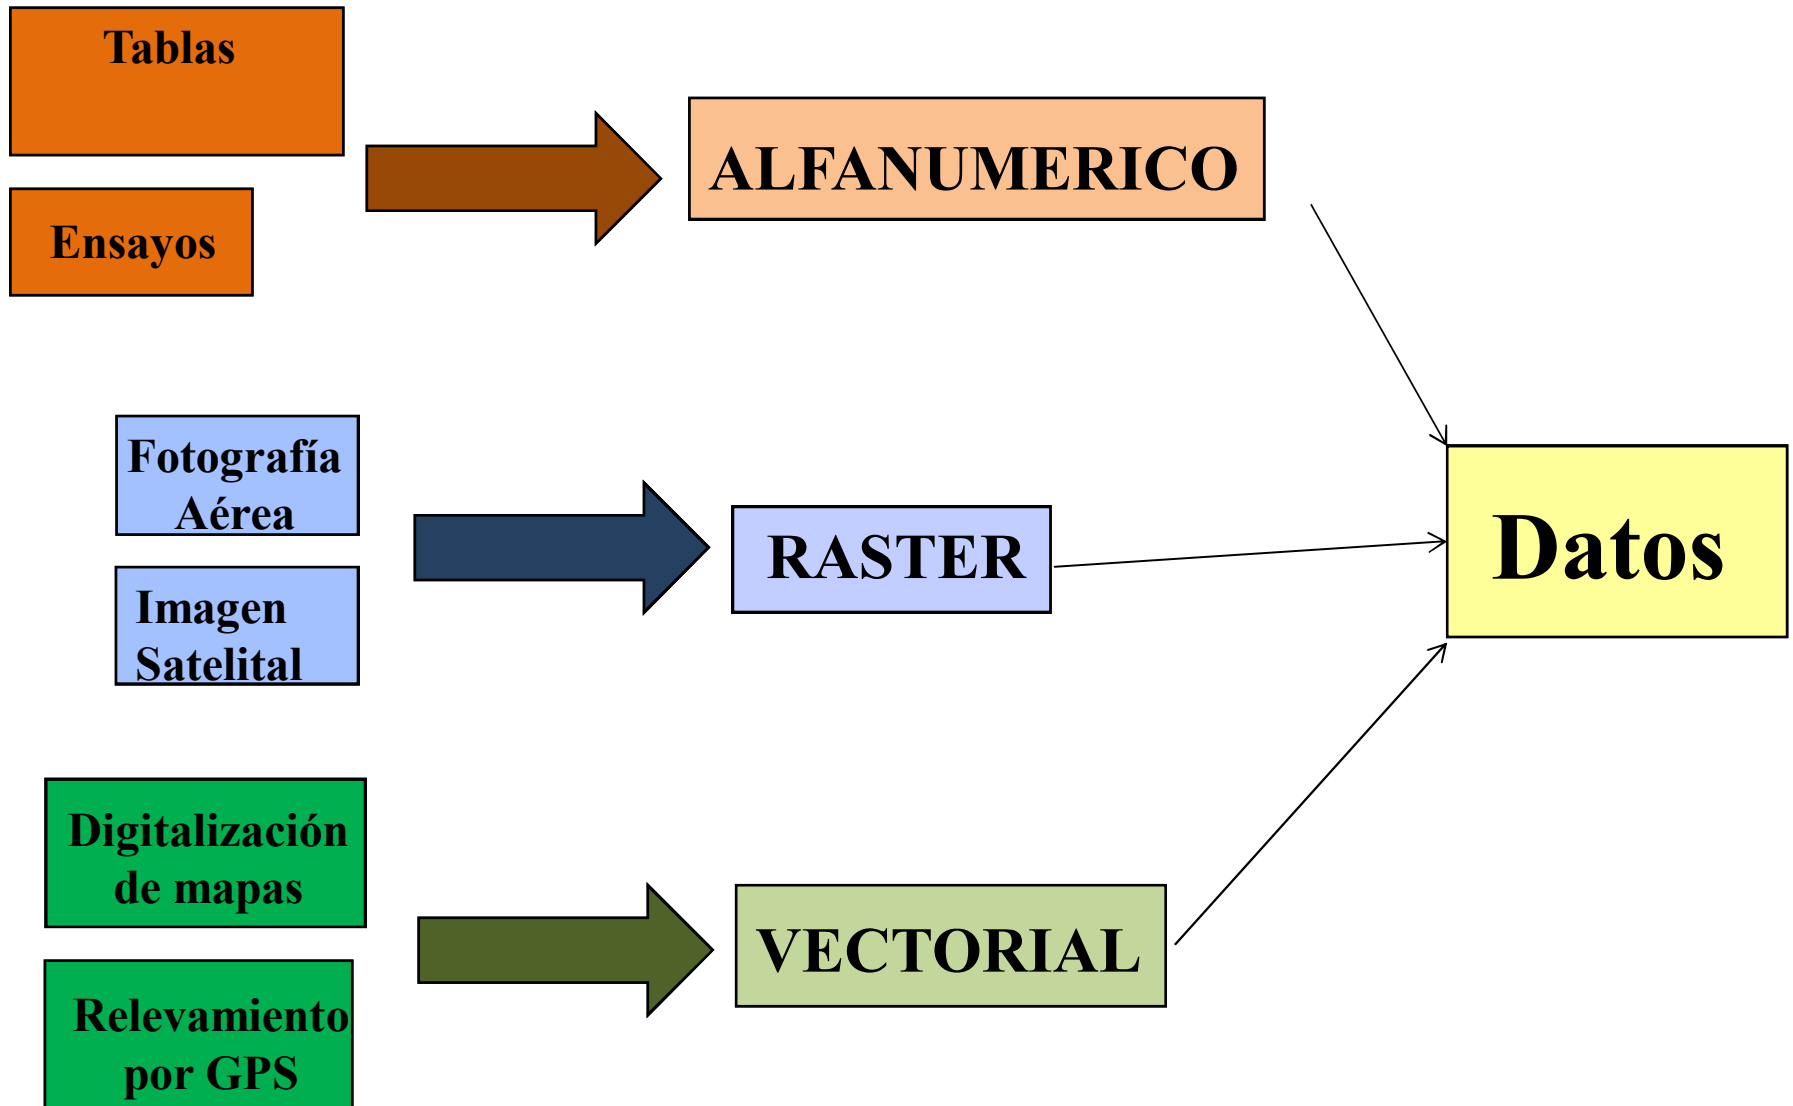 Tablas
Ensayos
ALFANUMERICO
Fotografía
Aérea
Imagen
Satelital
RASTER
Datos
Digitalización
de mapas
Relevamiento
por GPS
VECTORIAL